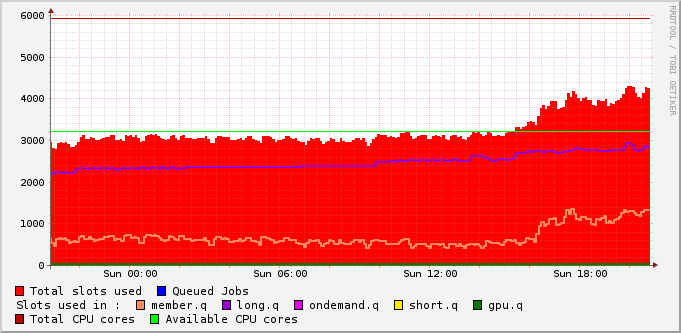 6000
5000
4000
3000
2000
1000
0
Sun 00:00 Sun 06:00 Sun 12:00 Sun 18:00
RRDTOOL / TOBI OETIKER
Total slots used Queued Jobs
Slots used in : member.q long.q ondemand.q short.q gpu.q
Total CPU cores Available CPU cores